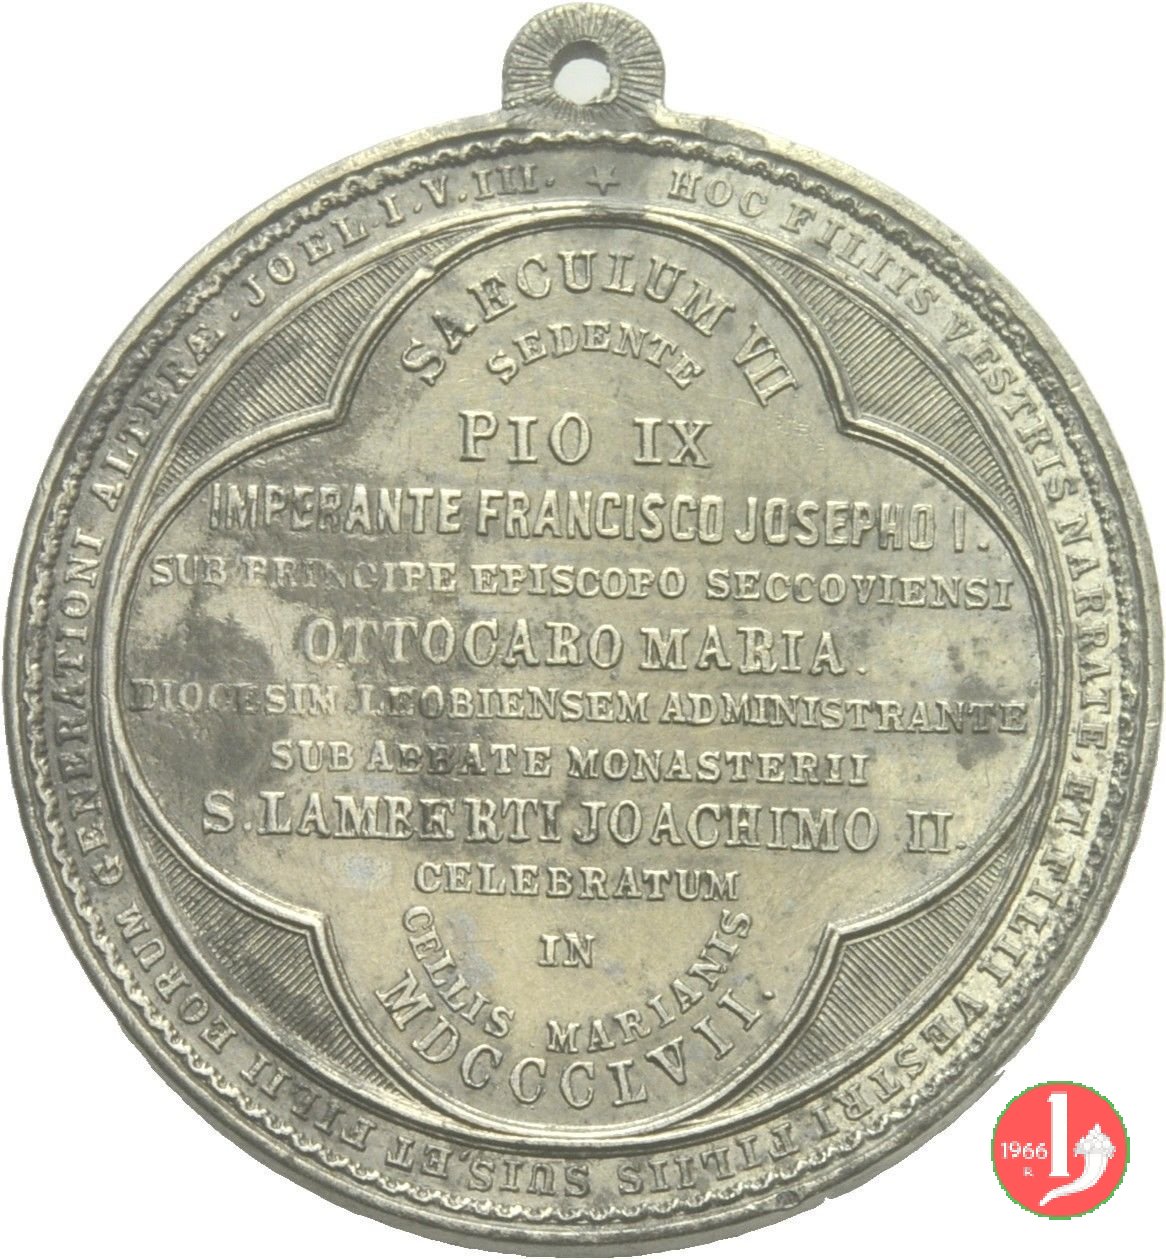 ✶ HOC FILIIS VESTRIS NARRATE. ET FILII VESTRI FILIIS SUIS, ET FILII EORUM GENERATIONI ALTERÆ. JOEL. I. V. III.
SAECULUM VII
SEDENTE
PIO IX
IMPERANTE FRANCISCO JOSEPHO I.
SUB PRINCIPE EPISCOPO SECCOVIENSI
OTTOCARO MARIA.
DIOCESIN LEOBIENSEM ADMINISTRANTE
SUB ABBATE MONASTERII
S. LAMBERTI JOACHIMO II.
CELEBRATUM
IN
CELLIS MARIANIS
MDCCCLVII.
1966
R